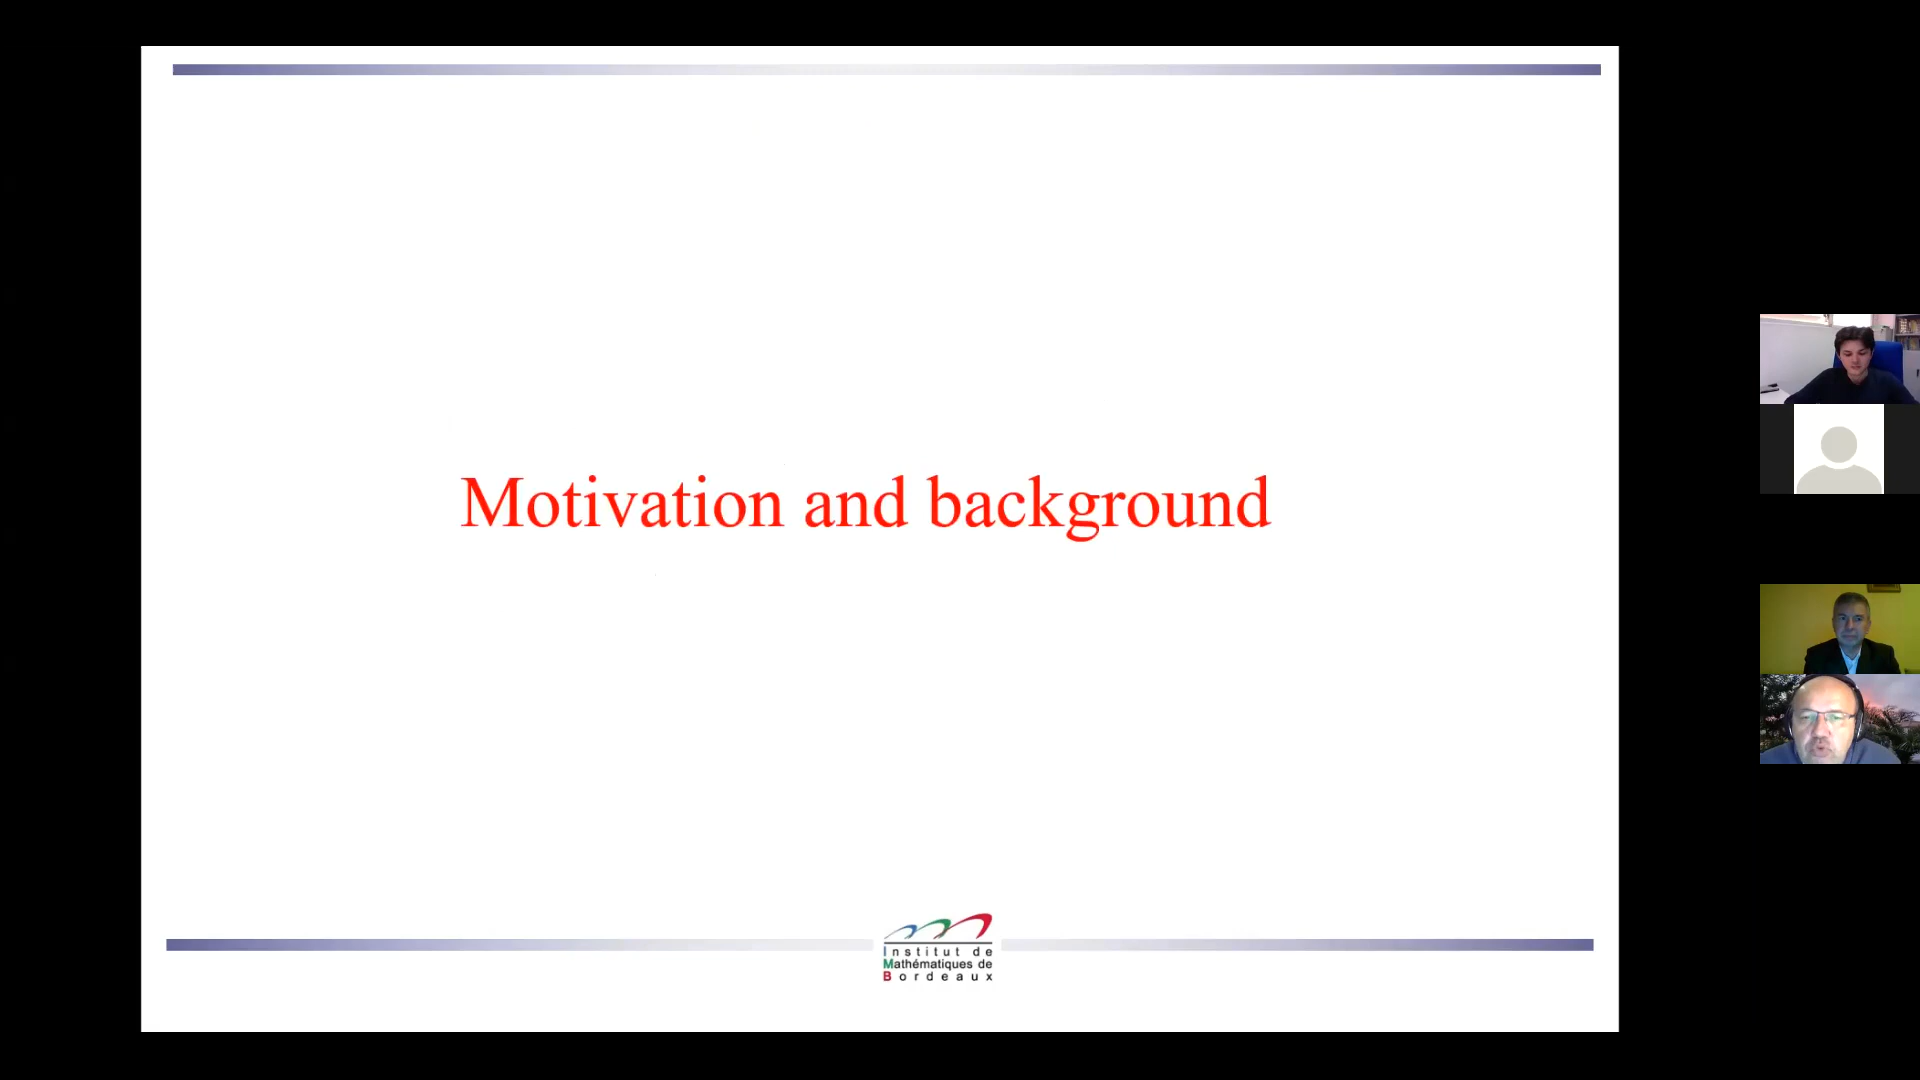 Motivation and background
Institut de
Mathématiques de
Bordeaux